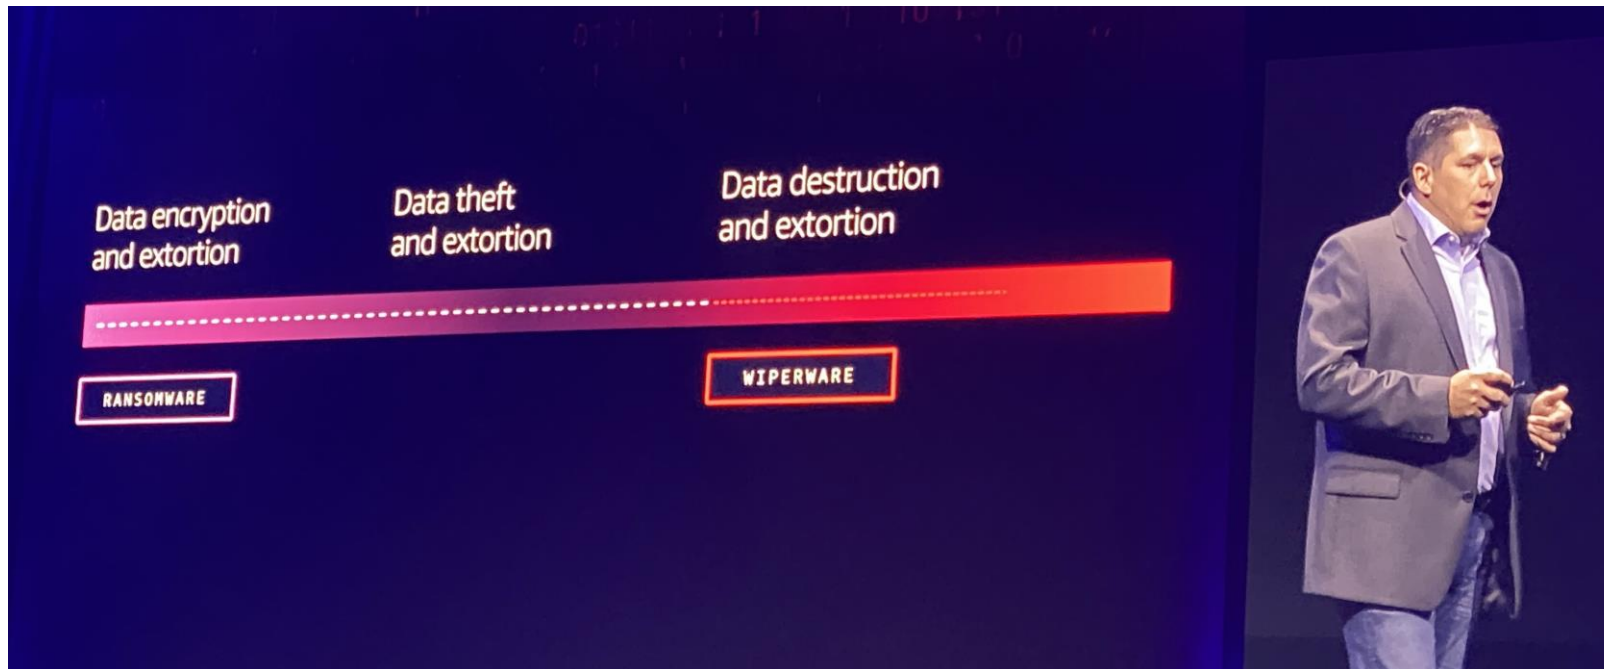 Data encryption
and extortion
Data theft
and extortion
Data destruction
and extortion
RANSOMWARE
WIPERWARE